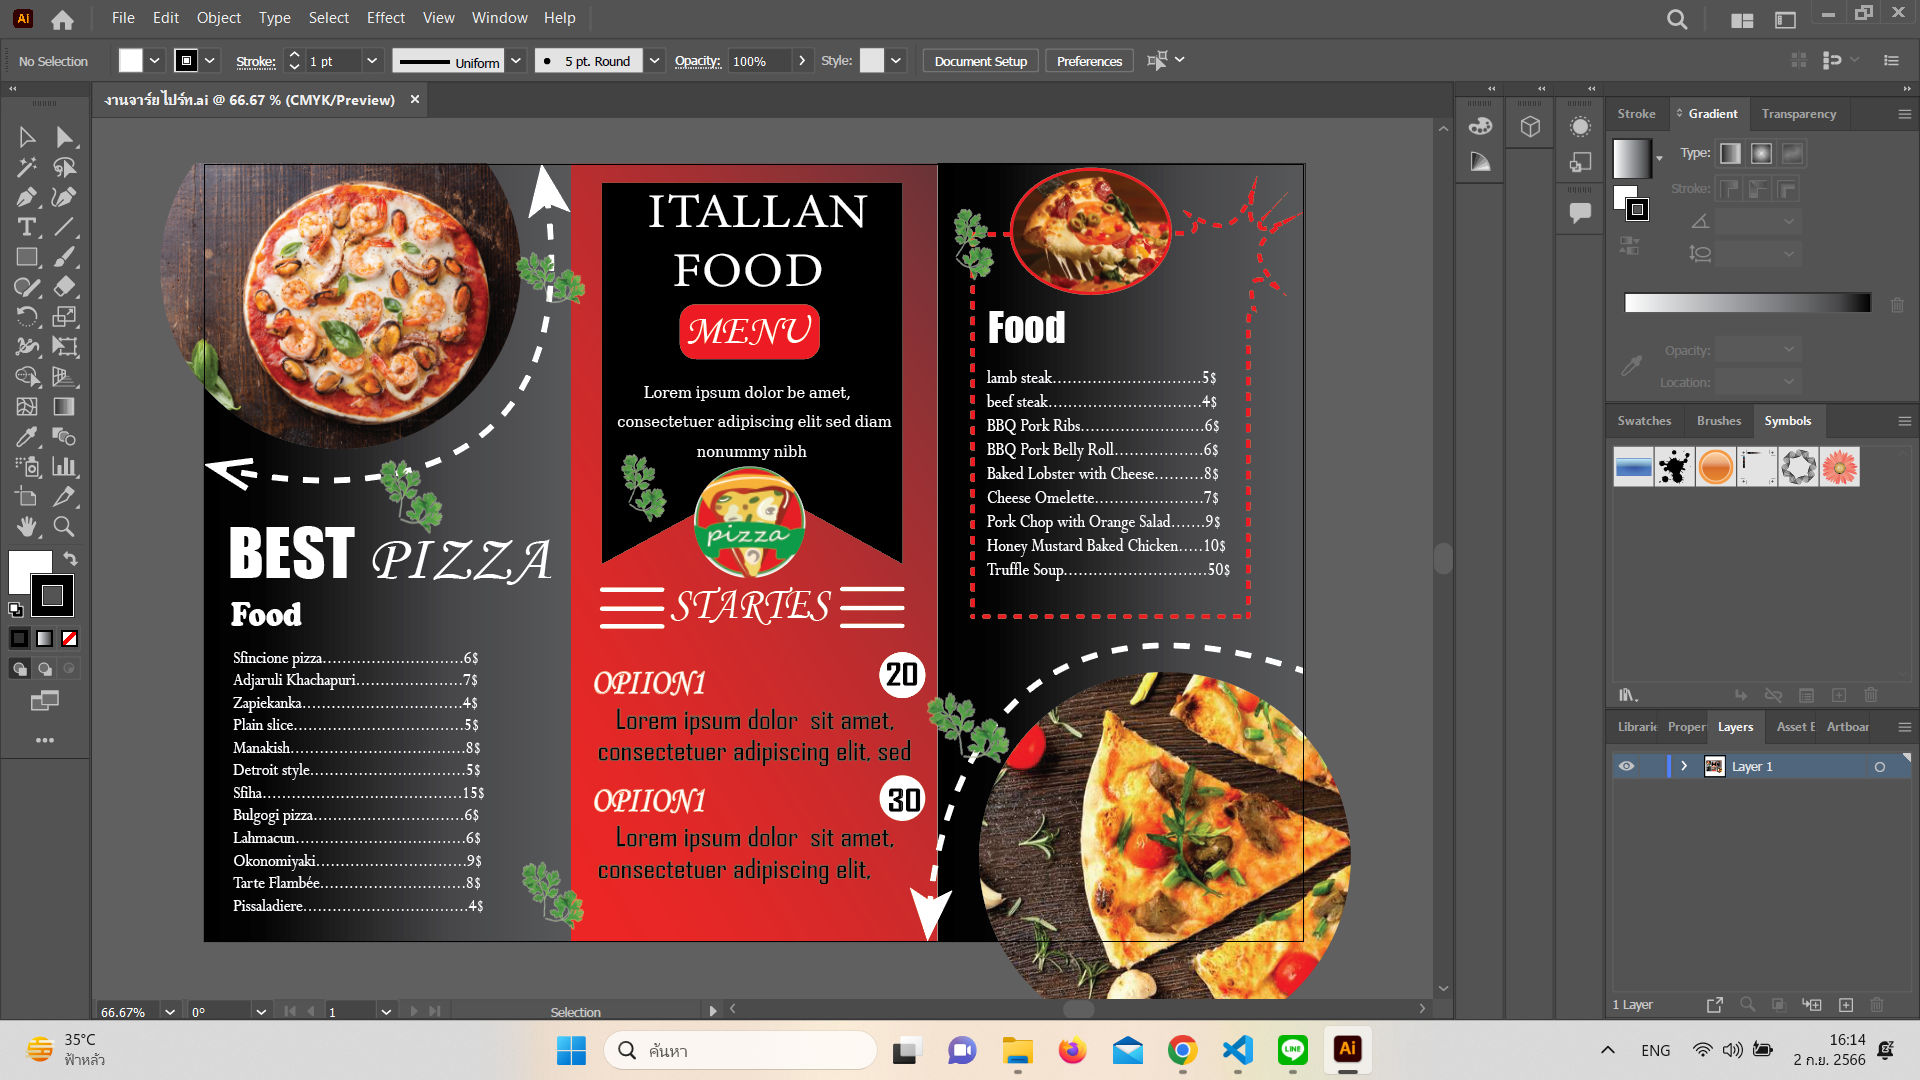 File Edit Object Type Select Effect View Window Help
No Selection Stroke: 1 pt Uniform 5 pt. Round Opacity: 100% Style: Document Setup Preferences
งานจารย์ไปร์ท.ai @ 66.67 % (CMYK/Preview)
ITALLAN
FOOD
MENU
Lorem ipsum dolor be amet,
consectetuer adipiscing elit sed diam
nonummy nibh
pizza
STARTES
OPIION1 20
Lorem ipsum dolor sit amet,
consectetuer adipiscing elit, sed
OPIION1 30
Lorem ipsum dolor sit amet,
consectetuer adipiscing elit,
BEST PIZZA
Food
Sfincione pizza............................6$
Adjaruli Khachapuri.....................7$
Zapiekanka................................4$
Plain slice..................................5$
Manakish...................................8$
Detroit style...............................5$
Sfiha........................................15$
Bulgogi pizza..............................6$
Lahmacun..................................6$
Okonomiyaki..............................9$
Tarte Flambée.............................8$
Pissaladiere.................................4$
Food
lamb steak..............................5$
beef steak...............................4$
BBQ Pork Ribs.........................6$
BBQ Pork Belly Roll..................6$
Baked Lobster with Cheese..........8$
Cheese Omelette......................7$
Pork Chop with Orange Salad.......9$
Honey Mustard Baked Chicken.....10$
Truffle Soup.............................50$
Stroke Gradient Transparency
Type:
Stroke:
Opacity:
Location:
Swatches Brushes Symbols
Librarie Proper Layers Asset E Artboar
Layer 1
1 Layer
66.67% 0° 1 Selection
35°C
ฟ้าหลัว
ค้นหา
LINE
Ai
ENG
16:14
2 ก.ย. 2566